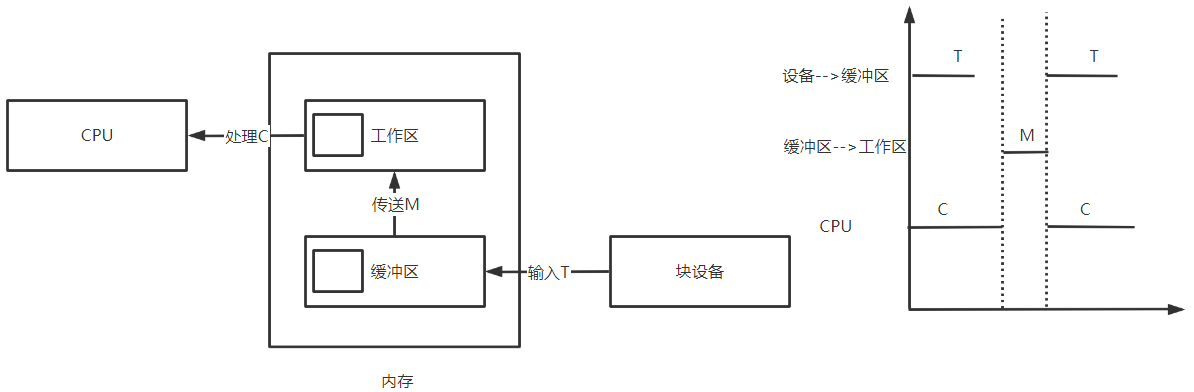 CPU
处理C
工作区
传送M
缓冲区
输入T
块设备
内存
T
T
设备-->缓冲区
M
缓冲区-->工作区
C
C
CPU